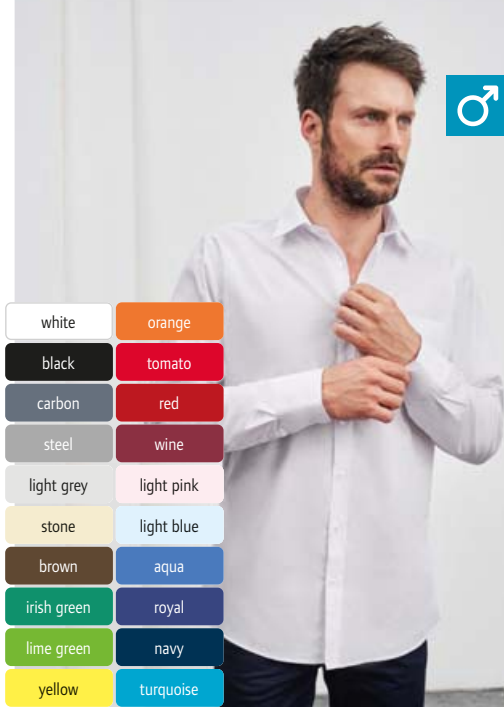 white orange
black tomato
carbon red
steel wine
light grey light pink
stone light blue
brown aqua
irish green royal
lime green navy
yellow turquoise